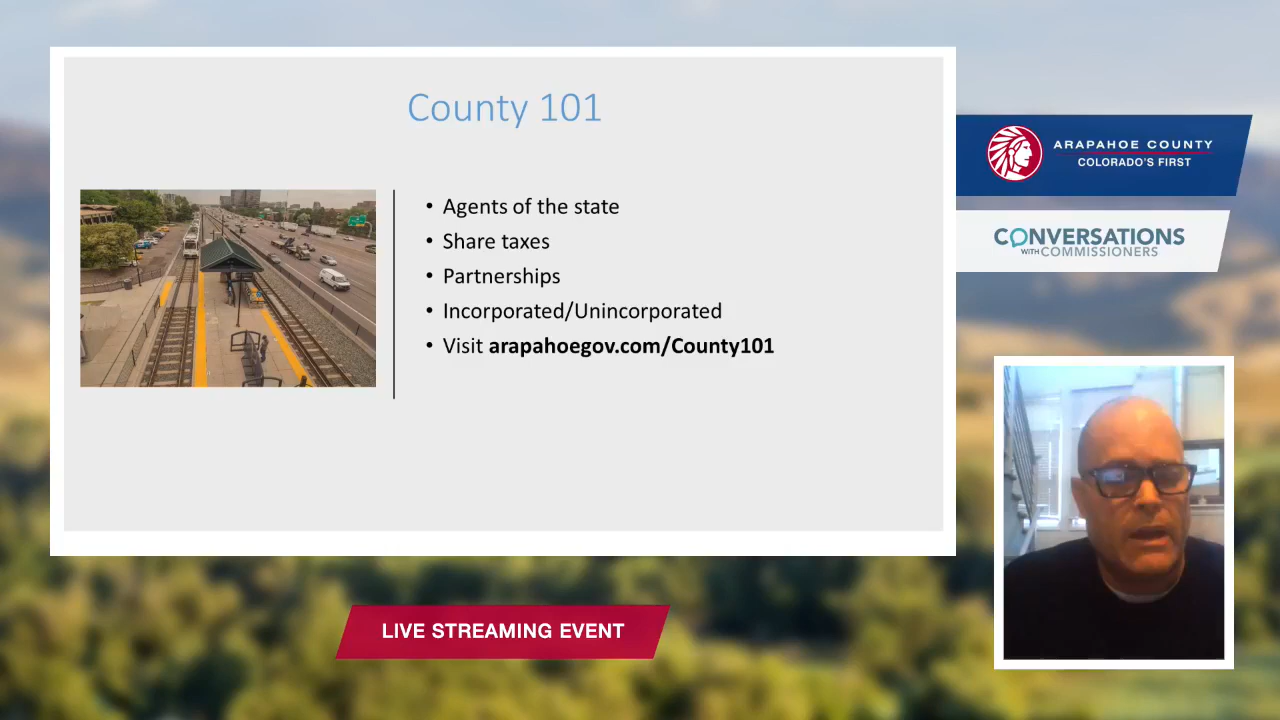 County 101
• Agents of the state
• Share taxes
• Partnerships
• Incorporated/Unincorporated
• Visit arapahoegov.com/County101
ARAPAHOE COUNTY
COLORADO'S FIRST
CONVERSATIONS
WITH COMMISSIONERS
LIVE STREAMING EVENT